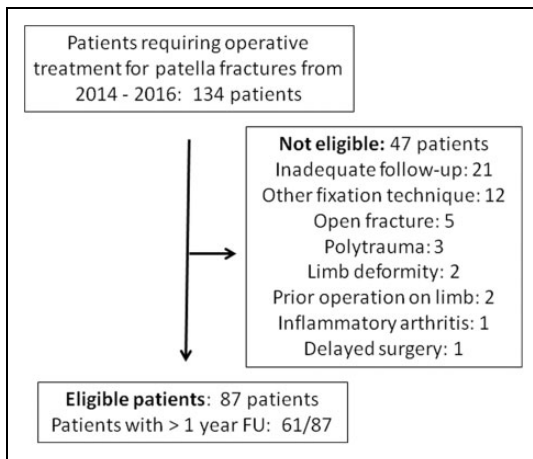 Patients requiring operative
treatment for patella fractures from
2014 - 2016:  134 patients
Not eligible: 47 patients
Inadequate follow-up: 21
Other fixation technique: 12
Open fracture: 5
Polytrauma: 3
Limb deformity: 2
Prior operation on limb: 2
Inflammatory arthritis: 1
Delayed surgery: 1
Eligible patients:  87 patients
Patients with > 1 year FU:  61/87